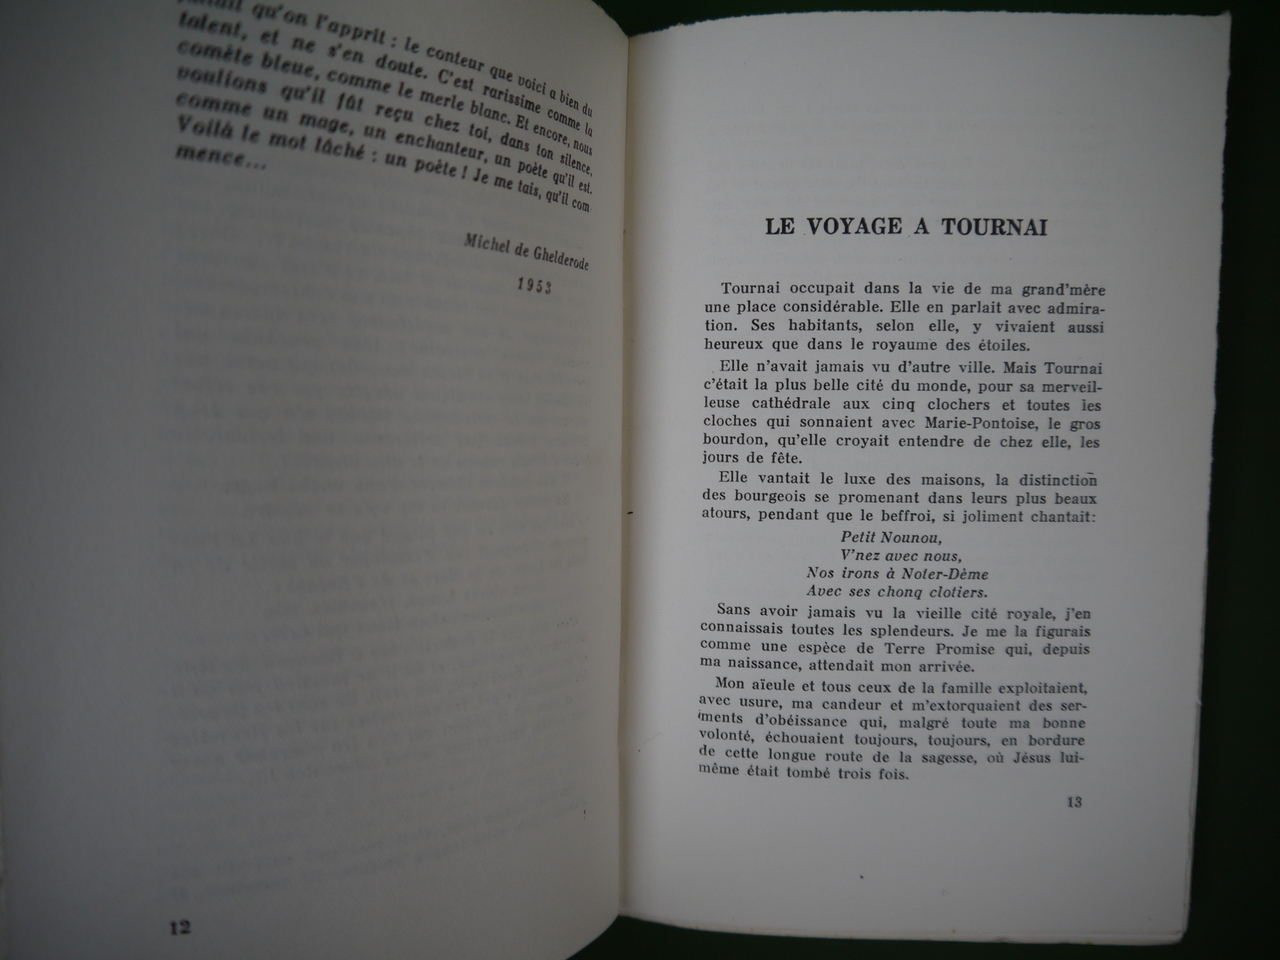 qu'on l'apprit : le conteur que voici a bien du
talent, et ne s'en doute. C'est rarissime comme la
comète bleue, comme le merle blanc. Et encore, nous
voulions qu'il fût reçu chez toi, dans ton silence,
comme un mage, un enchanteur, un poète qu'il est.
Voilà le mot lâché : un poète ! Je me tais, qu'il com
mence...
Michel de Ghelderode
1953
12
LE VOYAGE A TOURNAI
Tournai occupait dans la vie de ma grand'mère
une place considérable. Elle en parlait avec admira-
tion. Ses habitants, selon elle, y vivaient aussi
heureux que dans le royaume des étoiles.
Elle n'avait jamais vu d'autre ville. Mais Tournai
c'était la plus belle cité du monde, pour sa merveil-
leuse cathédrale aux cinq clochers et toutes les
cloches qui sonnaient avec Marie-Pontoise, le gros
bourdon, qu'elle croyait entendre de chez elle, les
jours de fête.
Elle vantait le luxe des maisons, la distinction
des bourgeois se promenant dans leurs plus beaux
atours, pendant que le beffroi, si joliment chantait:
Petit Nounou,
V'nez avec nous,
Nos irons à Noter-Dème
Avec ses chonq clotiers.
Sans avoir jamais vu la vieille cité royale, j'en
connaissais toutes les splendeurs. Je me la figurais
comme une espèce de Terre Promise qui, depuis
ma naissance, attendait mon arrivée.
Mon aïeule et tous ceux de la famille exploitaient,
avec usure, ma candeur et m'extorquaient des ser-
ments d'obéissance qui, malgré toute ma bonne
volonté, échouaient toujours, toujours, en bordure
de cette longue route de la sagesse, où Jésus lui-
même était tombé trois fois.
13